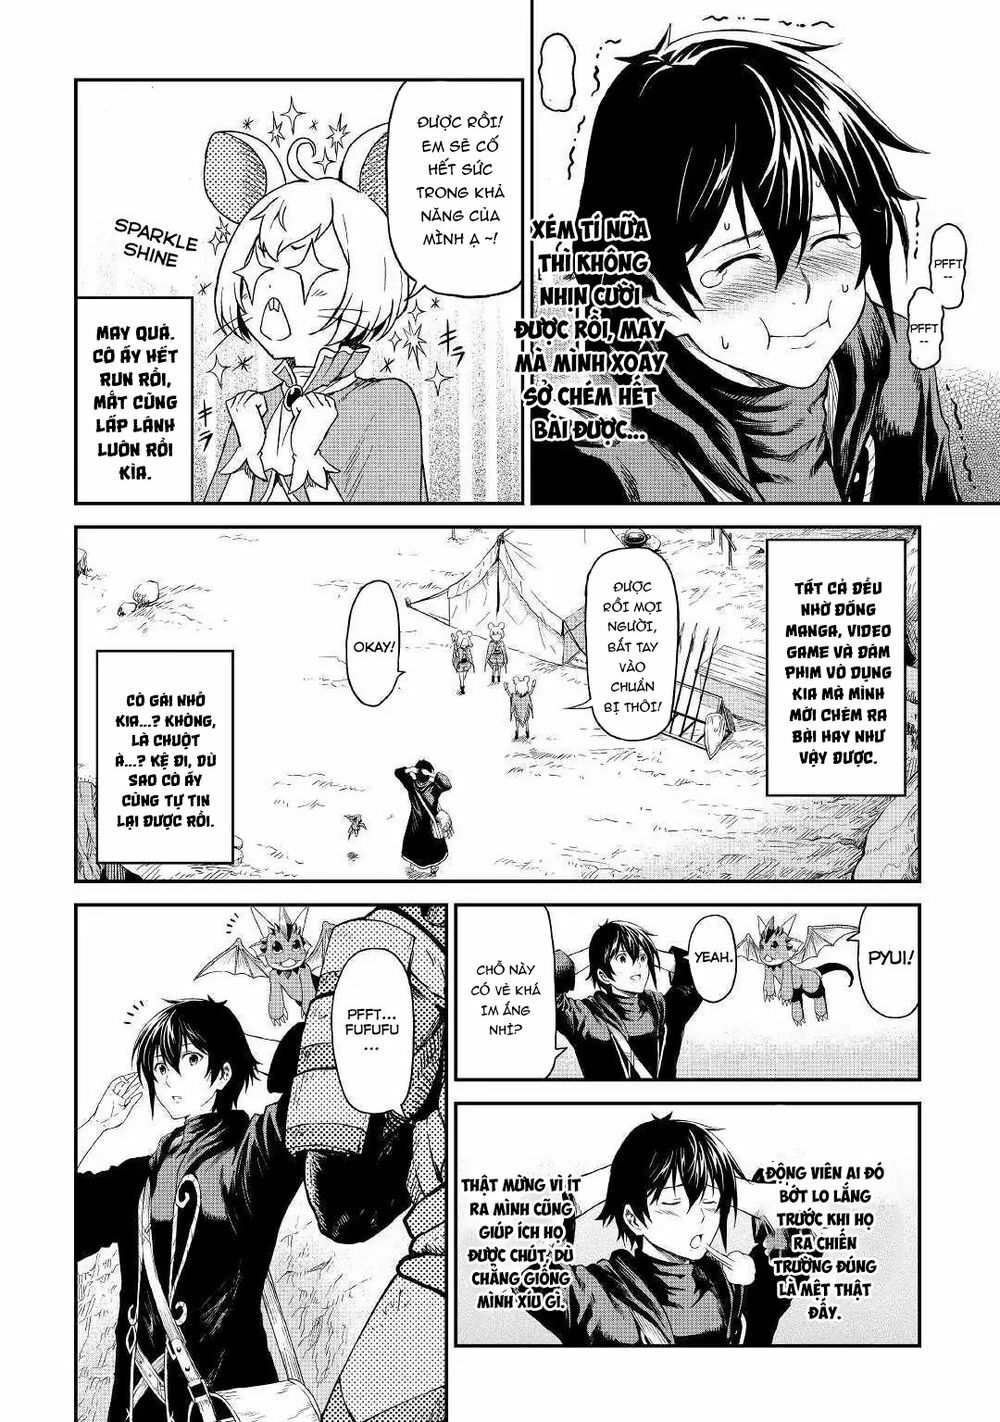 PFFT
--
PFFT
--
XÉM TÍ NỮA
THÌ KHÔNG
NHỊN CƯỜI
ĐƯỢC RỒI, MAY
MÀ MÌNH XOAY
SỞ CHÉM HẾT
BÀI ĐƯỢC...
ĐƯỢC RỒI!
EM SẼ CỐ
HẾT SỨC
TRONG KHẢ
NĂNG CỦA
MÌNH Ạ ~!
SPARKLE
SHINE
MAY QUÁ.
CÔ ẤY HẾT
RUN RỒI,
MẮT CŨNG
LẤP LÁNH
LUÔN RỒI
KÌA.
TẤT CẢ ĐỀU
NHỜ ĐỐNG
MANGA, VIDEO
GAME VÀ ĐÁM
PHIM VÔ DỤNG
KIA MÀ MÌNH
MỚI CHÉM RA
BÀI HAY NHƯ
VẬY ĐƯỢC.
ĐƯỢC
RỒI MỌI
NGƯỜI,
BẮT TAY
VÀO
CHUẨN
BỊ THÔI!
OKAY!
CÔ GÁI NHỎ
KIA...? KHÔNG,
LÀ CHUỘT
À...? KỆ ĐI, DÙ
SAO CÔ ẤY
CŨNG TỰ TIN
LẠI ĐƯỢC RỒI.
PYUI!
YEAH.
CHỖ NÀY
CÓ VẺ KHÁ
IM ẮNG
NHỈ?
ĐỘNG VIÊN AI ĐÓ
BỚT LO LẮNG
TRƯỚC KHI HỌ
RA CHIẾN
TRƯỜNG ĐÚNG
LÀ MỆT THẬT
ĐẤY.
THẬT MỪNG VÌ ÍT
RA MÌNH CŨNG
GIÚP ÍCH HỌ
ĐƯỢC CHÚT, DÙ
CHẲNG GIỐNG
MÌNH XÍU GÌ.
PFFT...
FUFUFU
...